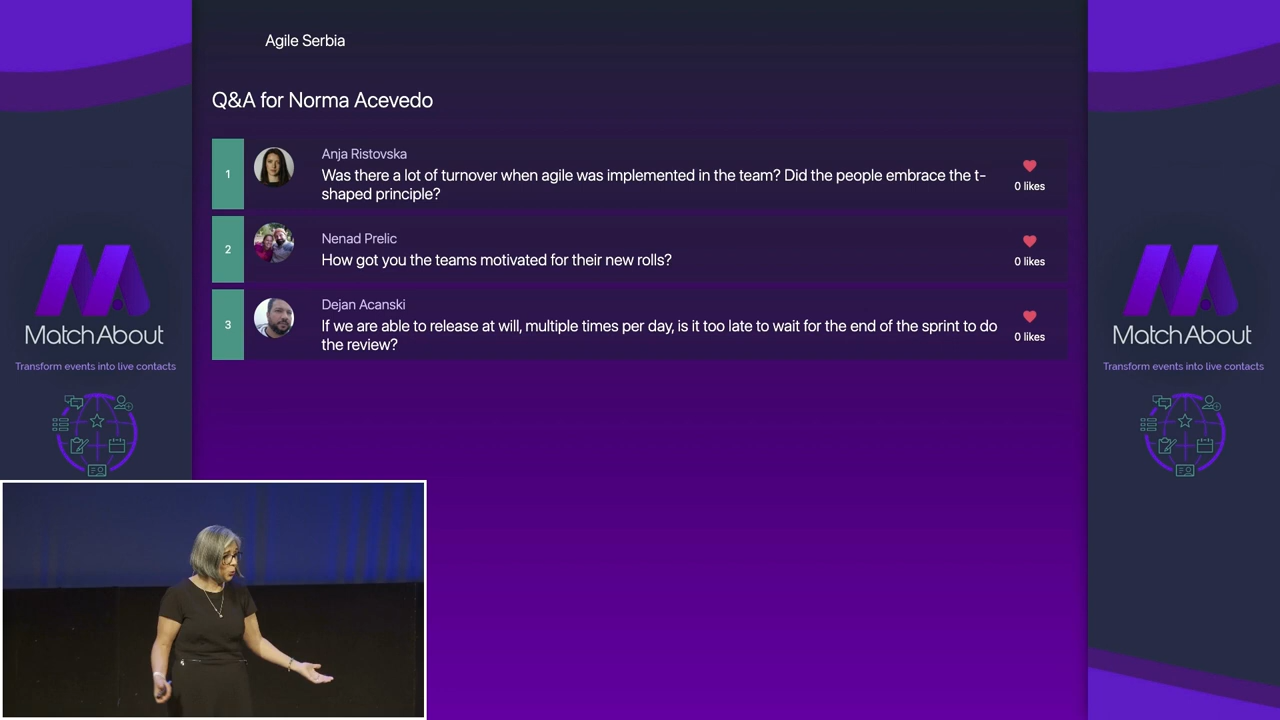 Agile Serbia
Q&A for Norma Acevedo
1
Anja Ristovska
Was there a lot of turnover when agile was implemented in the team? Did the people embrace the t-
shaped principle?
0 likes
2
Nenad Prelic
How got you the teams motivated for their new rolls?
0 likes
3
Dejan Acanski
If we are able to release at will, multiple times per day, is it too late to wait for the end of the sprint to do
the review?
0 likes
MatchAbout
Transform events into live contacts
MatchAbout
Transform events into live contacts